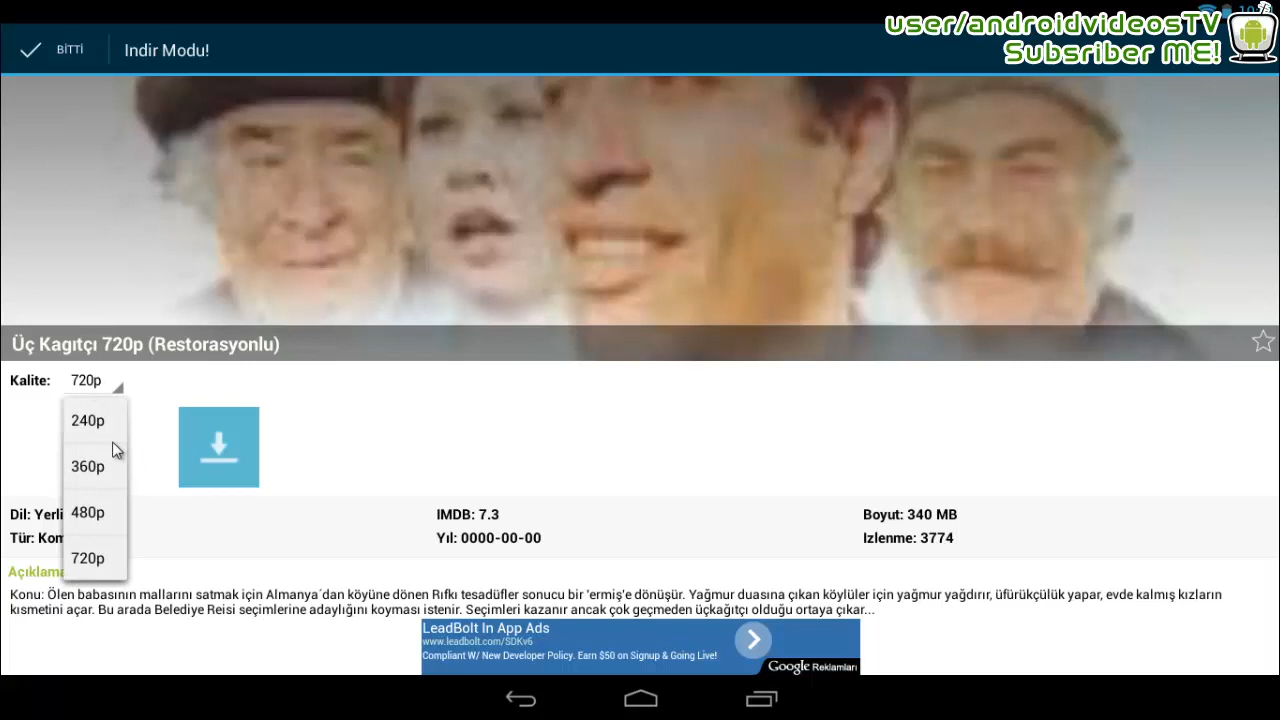 user/androidvideosTV
Subsriber ME!
BİTTİ
Indir Modu!
Üç Kagıtçı 720p (Restorasyonlu)
Kalite: 720p
240p
360p
480p
720p
Dil: Yerli
IMDB: 7.3
Boyut: 340 MB
Tür: Kom
Yıl: 0000-00-00
Izlenme: 3774
Açıklama
Konu: Ölen babasının mallarını satmak için Almanya´dan köyüne dönen Rıfkı tesadüfler sonucu bir 'ermiş'e dönüşür. Yağmur duasına çıkan köylüler için yağmur yağdırır, üfürükçülük yapar, evde kalmış kızların
kısmetini açar. Bu arada Belediye Reisi seçimlerine adaylığını koyması istenir. Seçimleri kazanır ancak çok geçmeden üçkağıtçı olduğu ortaya çıkar...
LeadBolt In App Ads
www.leadbolt.com/SDKv6
Compliant W/ New Developer Policy. Earn $50 on Signup & Going Live!
Google Reklamları